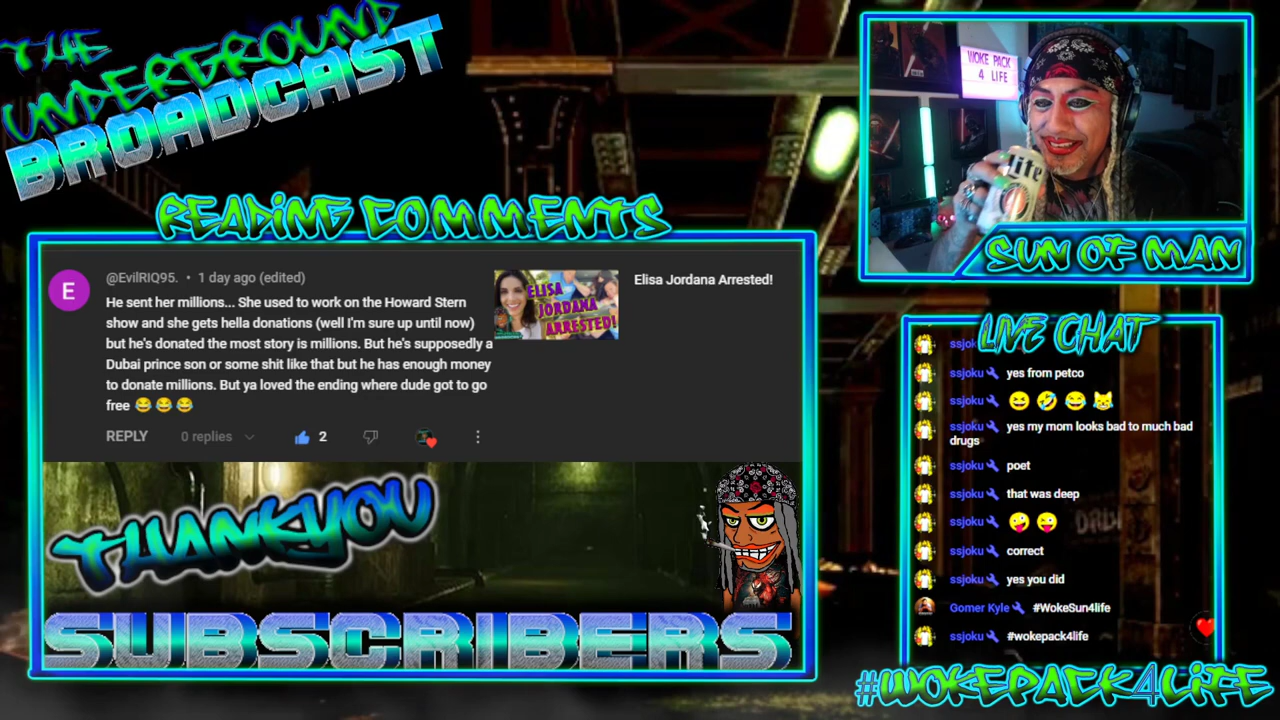 THE
UNDERGROUND
BROADCAST
READING COMMENTS
E
@EvilRIQ95. • 1 day ago (edited)
He sent her millions... She used to work on the Howard Stern
show and she gets hella donations (well I'm sure up until now)
but he's donated the most story is millions. But he's supposedly a
Dubai prince son or some shit like that but he has enough money
to donate millions. But ya loved the ending where dude got to go
free 😂😂😂
REPLY 0 replies 2
ELISA
JORDANA
ARRESTED!
Elisa Jordana Arrested!
THANKYOU
SUBSCRIBERS
WOKE PACK
4 LIFE
lite
SUN OF MAN
LIVE CHAT
ssjoku
ssjoku yes from petco
ssjoku 😆 🤣 😂 😹
ssjoku yes my mom looks bad to much bad
drugs
ssjoku poet
ssjoku that was deep
ssjoku 🤪 😜
ssjoku correct
ssjoku yes you did
Gomer Kyle #WokeSun4life
ssjoku #wokepack4life
#WOKEPACK4LIFE